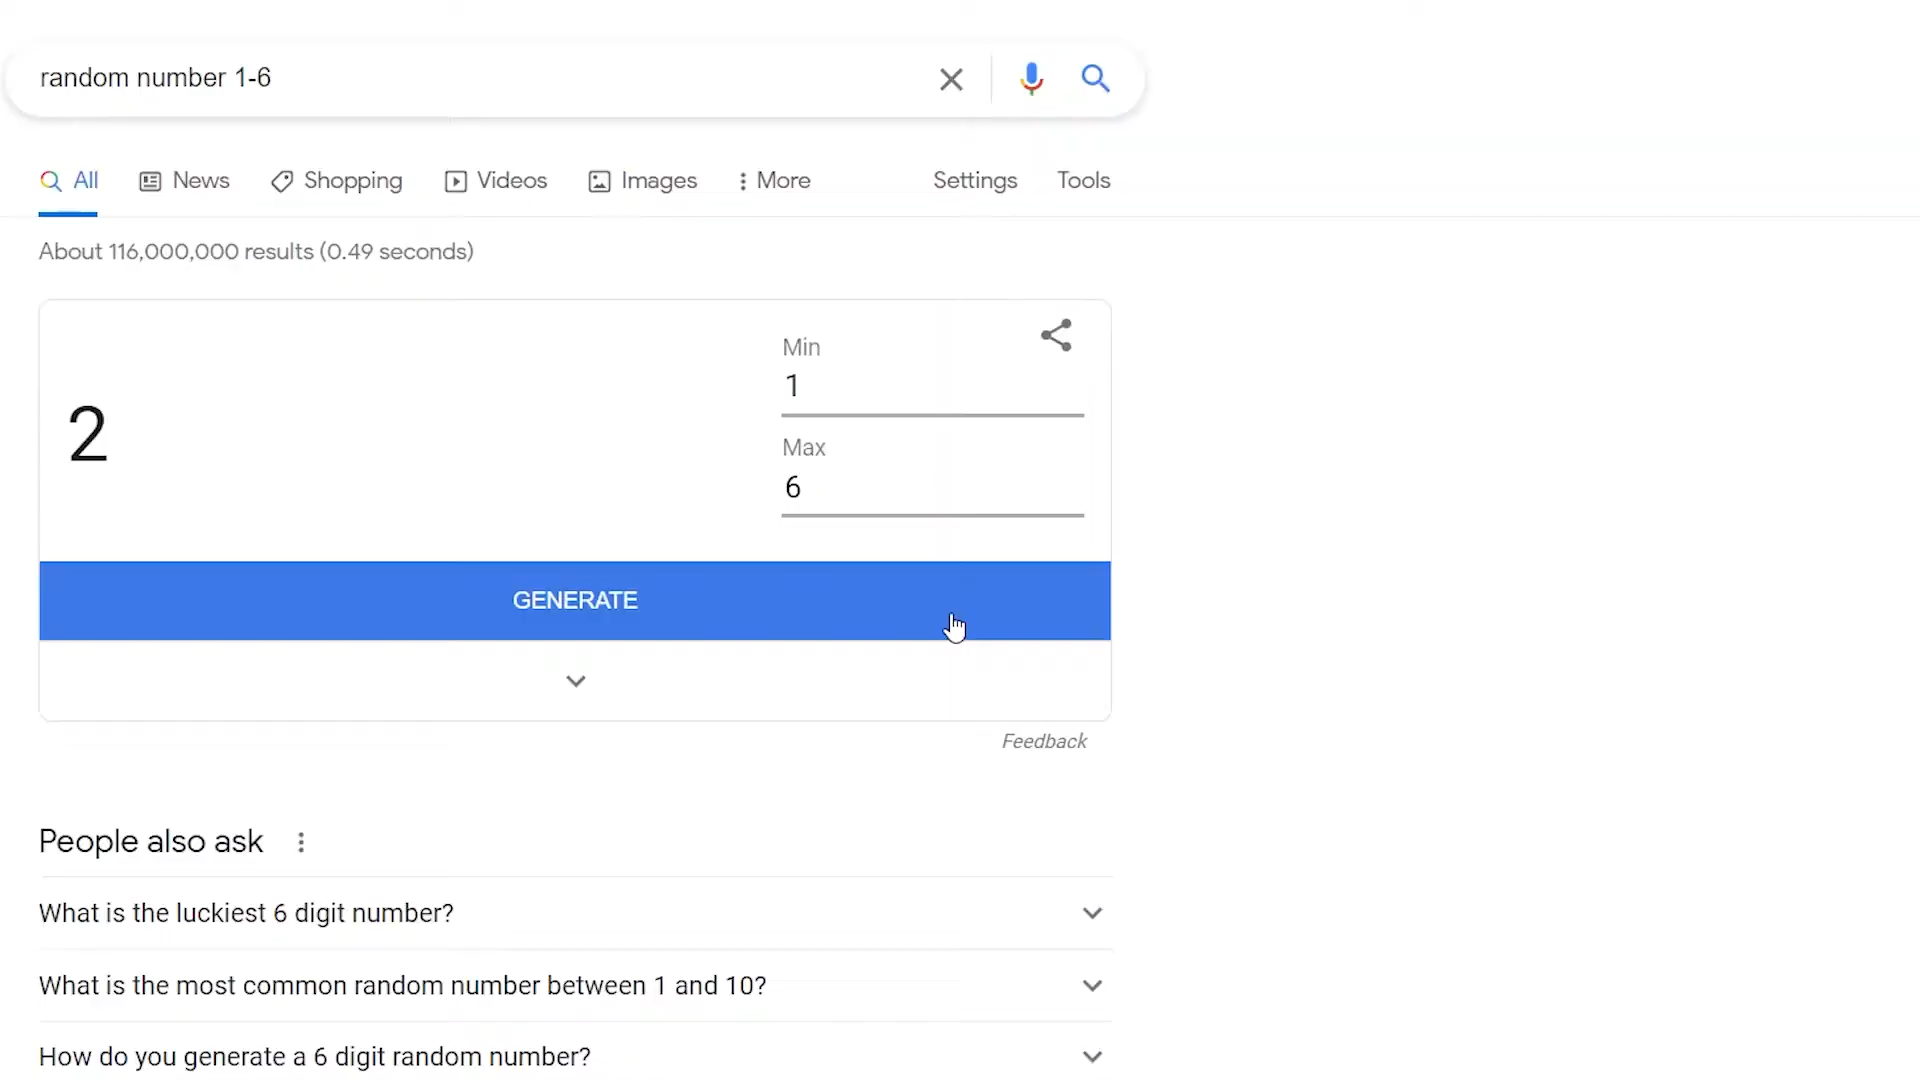 random number 1-6
All News Shopping Videos Images More Settings Tools
About 116,000,000 results (0.49 seconds)
Min
1
2
Max
6
GENERATE
Feedback
People also ask
What is the luckiest 6 digit number?
What is the most common random number between 1 and 10?
How do you generate a 6 digit random number?